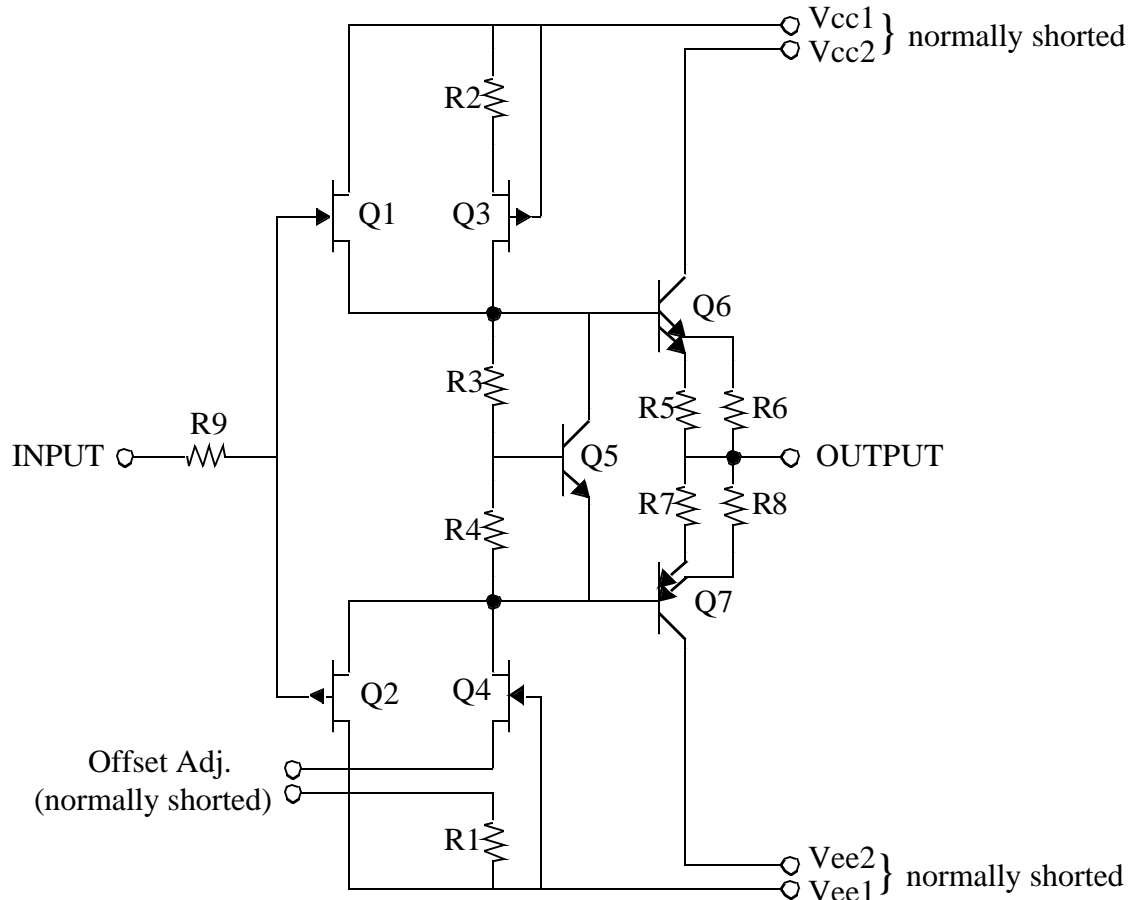 Vcc1
Vcc2
} normally shorted
R2
Q1
Q3
Q6
R3
R5
R6
R9
INPUT
Q5
OUTPUT
R4
R7
R8
Q2
Q4
Q7
Offset Adj.
(normally shorted)
R1
Vee2
Vee1
} normally shorted